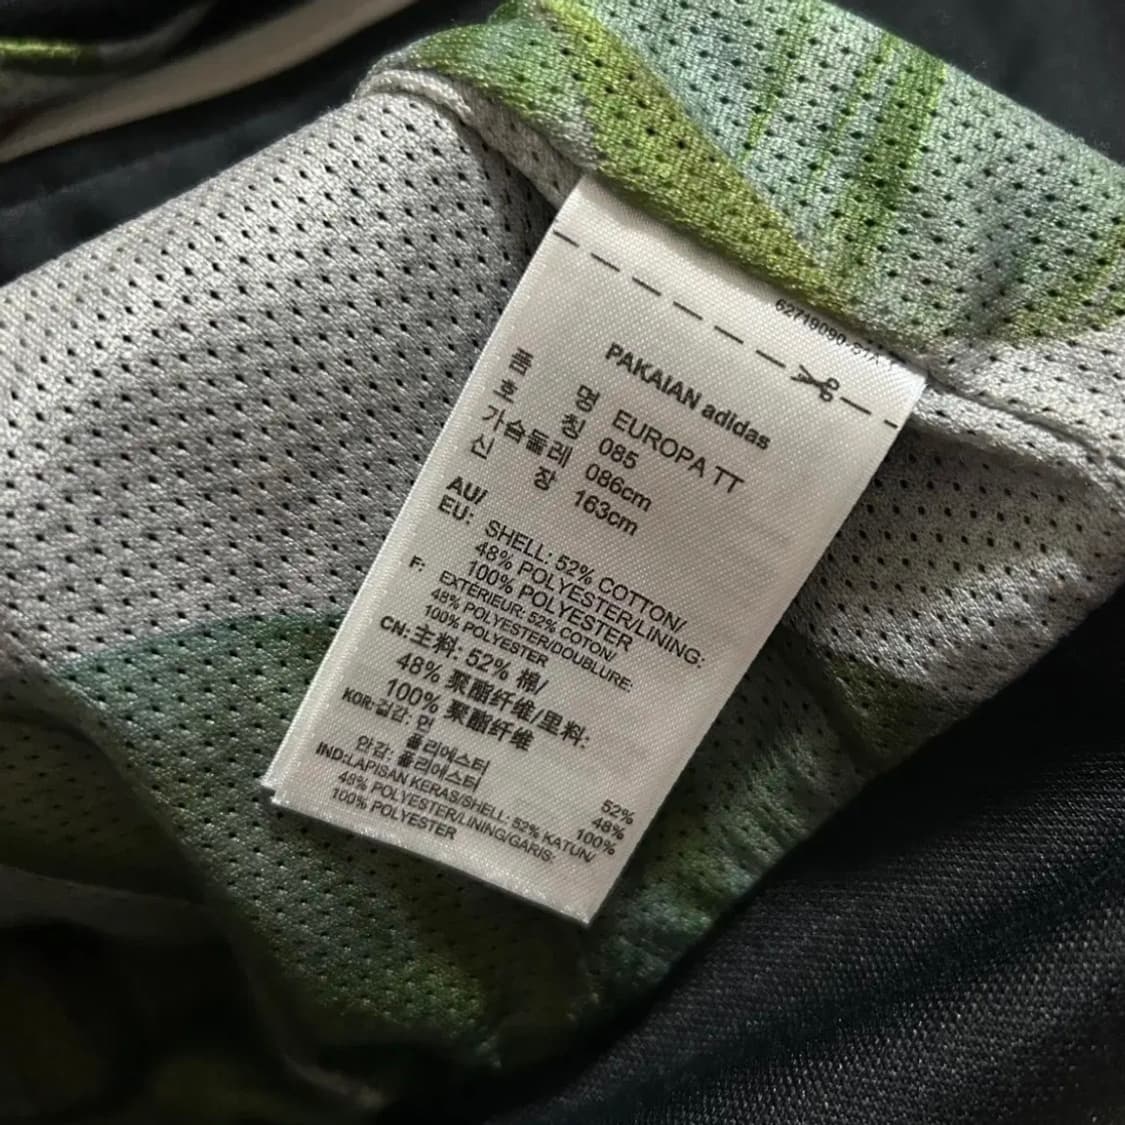 PAKAIAN adidas
품 명 EUROPA TT
호 칭 085
가슴둘레 086cm
신 장 163cm
AU/
EU: SHELL: 52% COTTON/
48% POLYESTER/LINING:
100% POLYESTER
F: EXTÉRIEUR: 52% COTON/
48% POLYESTER/DOUBLURE:
100% POLYESTER
CN: 主料: 52% 棉/
48% 聚酯纤维/里料:
100% 聚酯纤维
KOR: 겉감: 면 52%
폴리에스터 48%
안감: 폴리에스터 100%
IND: LAPISAN KERAS/SHELL: 52% KATUN/
48% POLYESTER/LINING/GARIS:
100% POLYESTER